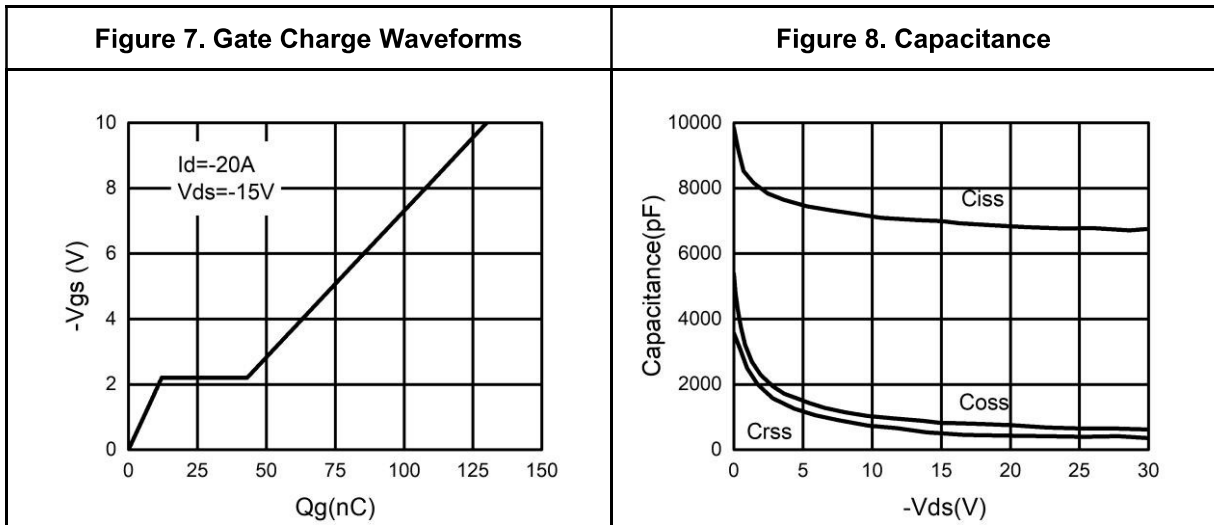 Figure 7. Gate Charge Waveforms
Figure 8. Capacitance
10
8
6
4
2
0
-Vgs (V)
Id=-20A
Vds=-15V
0 25 50 75 100 125 150
Qg(nC)
10000
8000
6000
4000
2000
0
Capacitance(pF)
Ciss
Coss
Crss
0 5 10 15 20 25 30
-Vds(V)